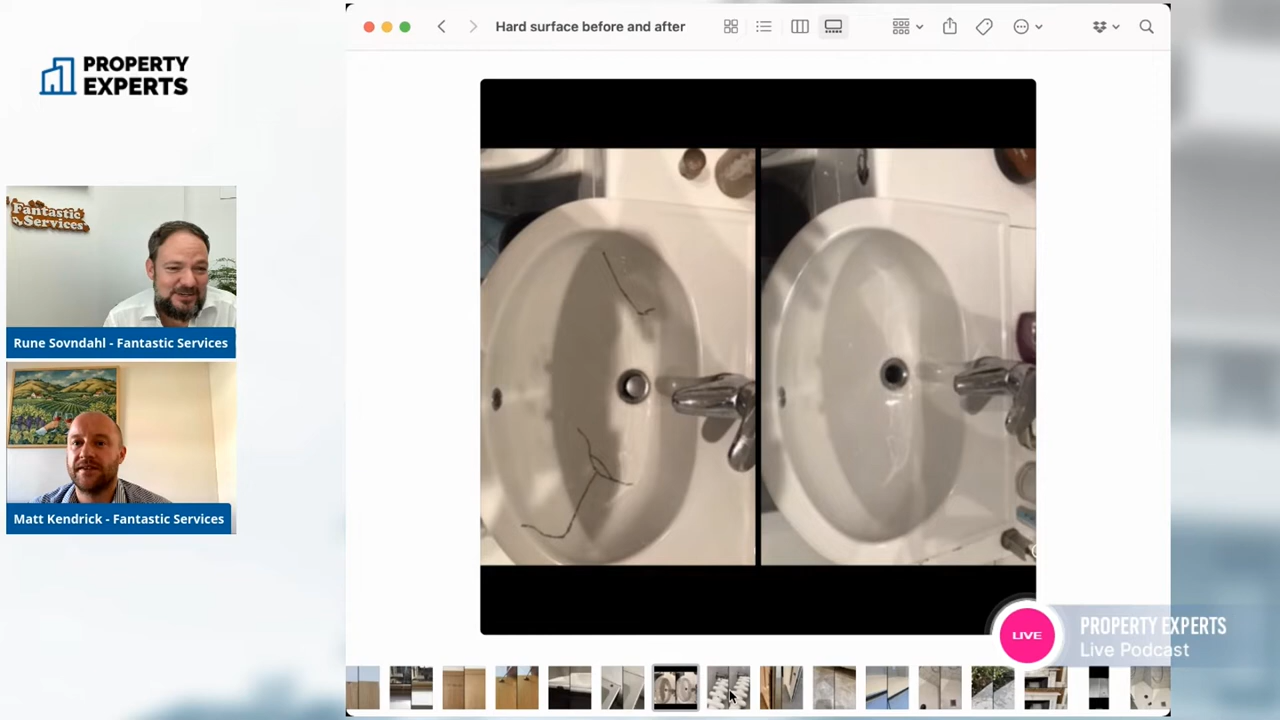 PROPERTY
EXPERTS
Hard surface before and after
Fantastic
Services
Rune Sovndahl - Fantastic Services
Matt Kendrick - Fantastic Services
LIVE
PROPERTY EXPERTS
Live Podcast